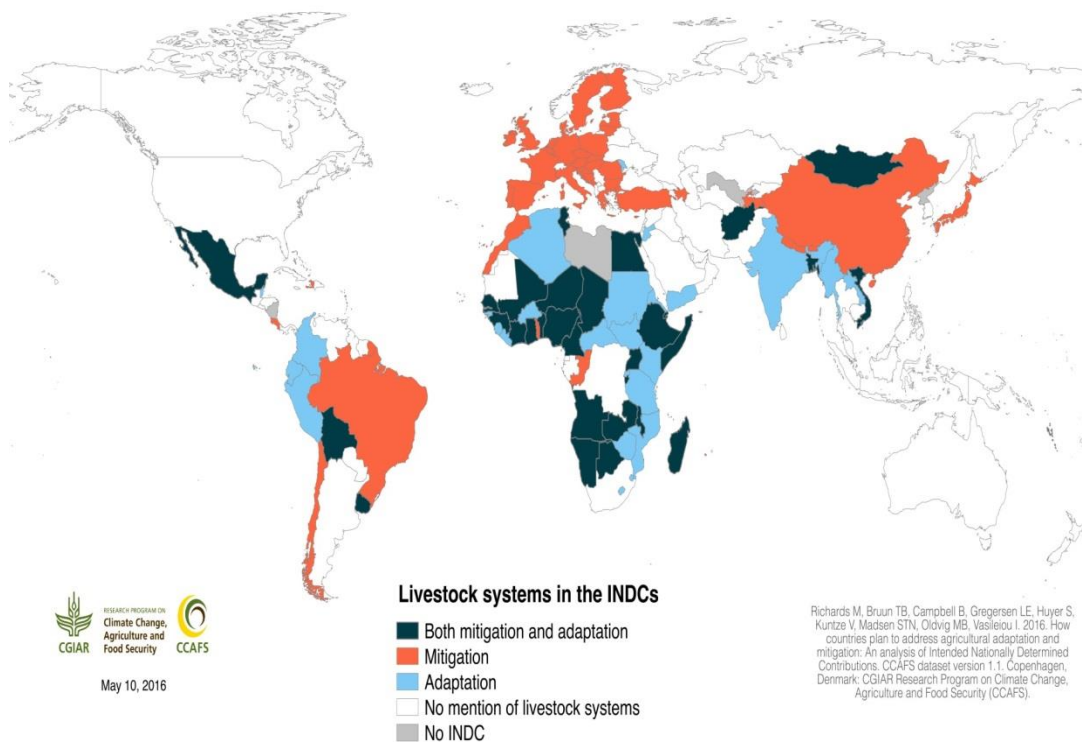 Livestock systems in the INDCs
Both mitigation and adaptation
Mitigation
Adaptation
No mention of livestock systems
No INDC
CGIAR
RESEARCH PROGRAM ON
Climate Change,
Agriculture and
Food Security
CCAFS
May 10, 2016
Richards M, Bruun TB, Campbell B, Gregersen LE, Huyer S,
Kuntze V, Madsen STN, Oldvig MB, Vasileiou I. 2016. How
countries plan to address agricultural adaptation and
mitigation: An analysis of Intended Nationally Determined
Contributions. CCAFS dataset version 1.1. Copenhagen,
Denmark: CGIAR Research Program on Climate Change,
Agriculture and Food Security (CCAFS).